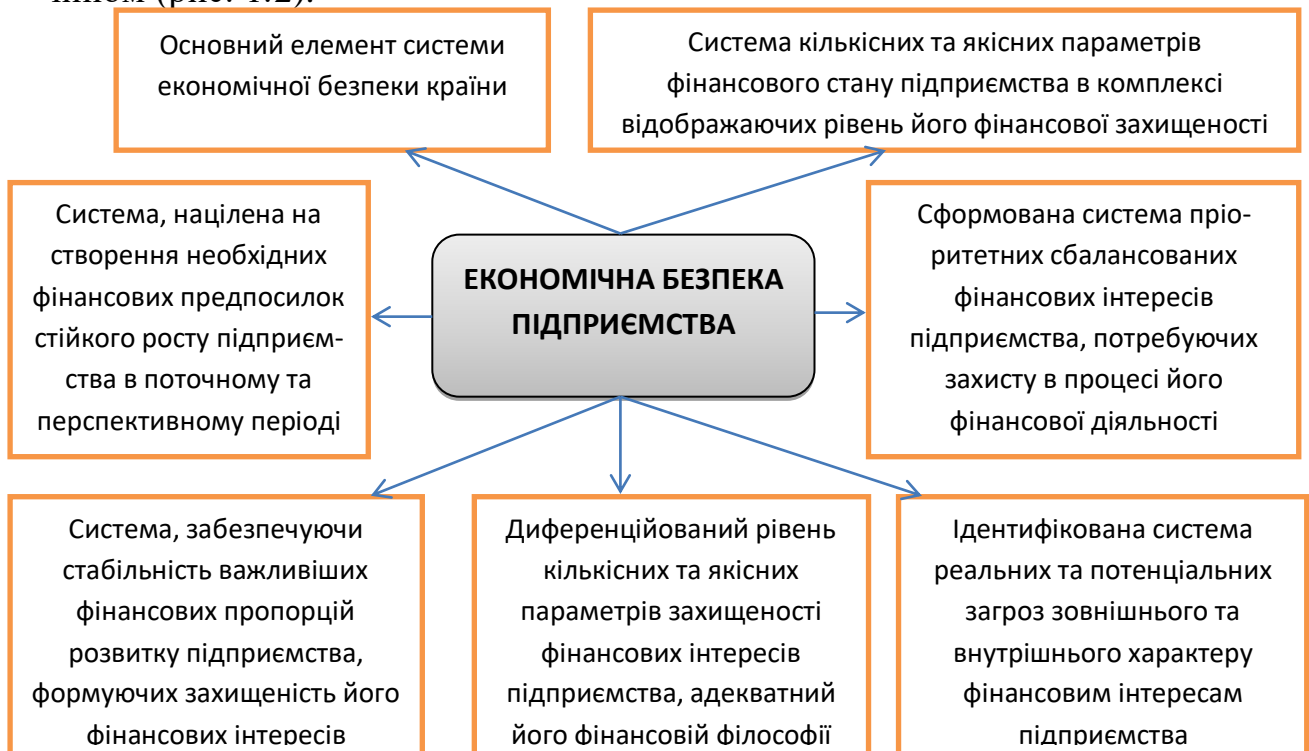 чином (рис. 1.2).
Основний елемент системи
економічної безпеки країни
Система кількісних та якісних параметрів
фінансового стану підприємства в комплексі
відображаючих рівень його фінансової захищеності
Система, націлена на
створення необхідних
фінансових предпосилок
стійкого росту підприєм-
ства в поточному та
перспективному періоді
ЕКОНОМІЧНА БЕЗПЕКА
ПІДПРИЄМСТВА
Сформована система пріо-
ритетних сбалансованих
фінансових інтересів
підприємства, потребуючих
захисту в процесі його
фінансової діяльності
Система, забезпечуючи
стабільність важливіших
фінансових пропорцій
розвитку підприємства,
формуючих захищеність його
фінансових інтересів
Диференційований рівень
кількісних та якісних
параметрів захищеності
фінансових інтересів
підприємства, адекватний
його фінансовій філософії
Ідентифікована система
реальних та потенціальних
загроз зовнішнього та
внутрішнього характеру
фінансовим інтересам
підприємства